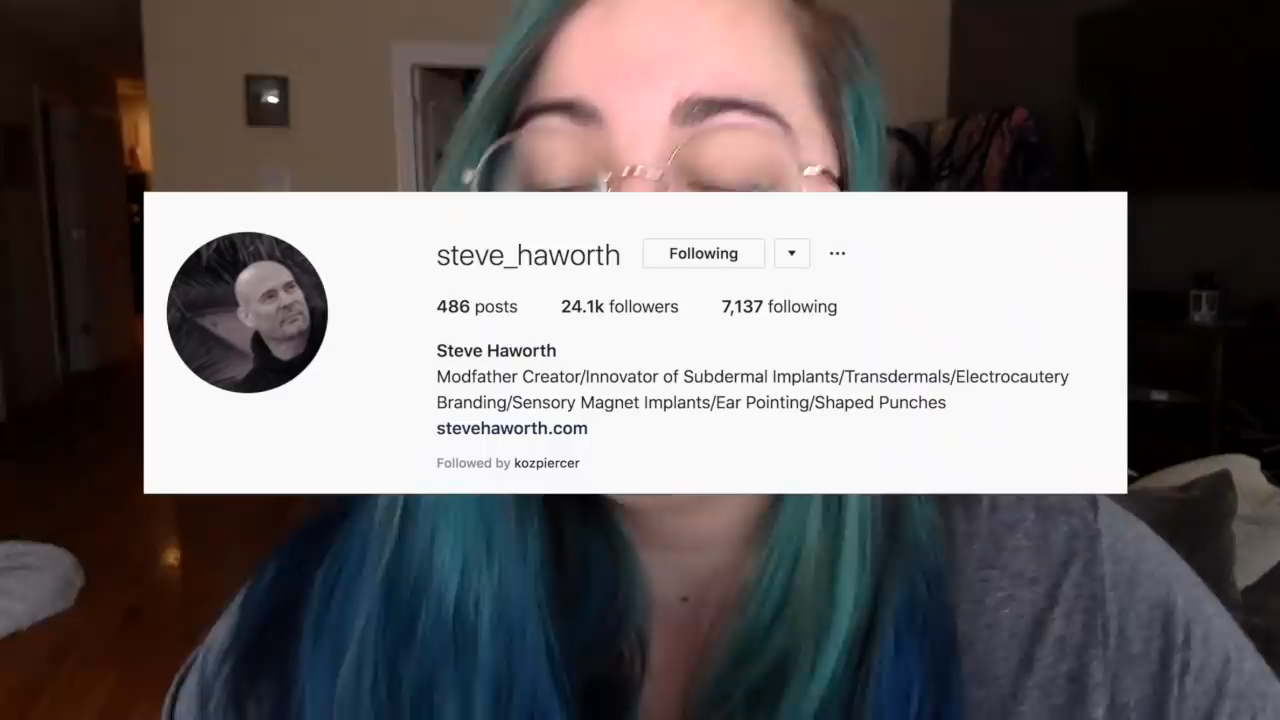 steve_haworth Following ▼ ...
486 posts 24.1k followers 7,137 following
Steve Haworth
Modfather Creator/Innovator of Subdermal Implants/Transdermals/Electrocautery
Branding/Sensory Magnet Implants/Ear Pointing/Shaped Punches
stevehaworth.com
Followed by kozpiercer